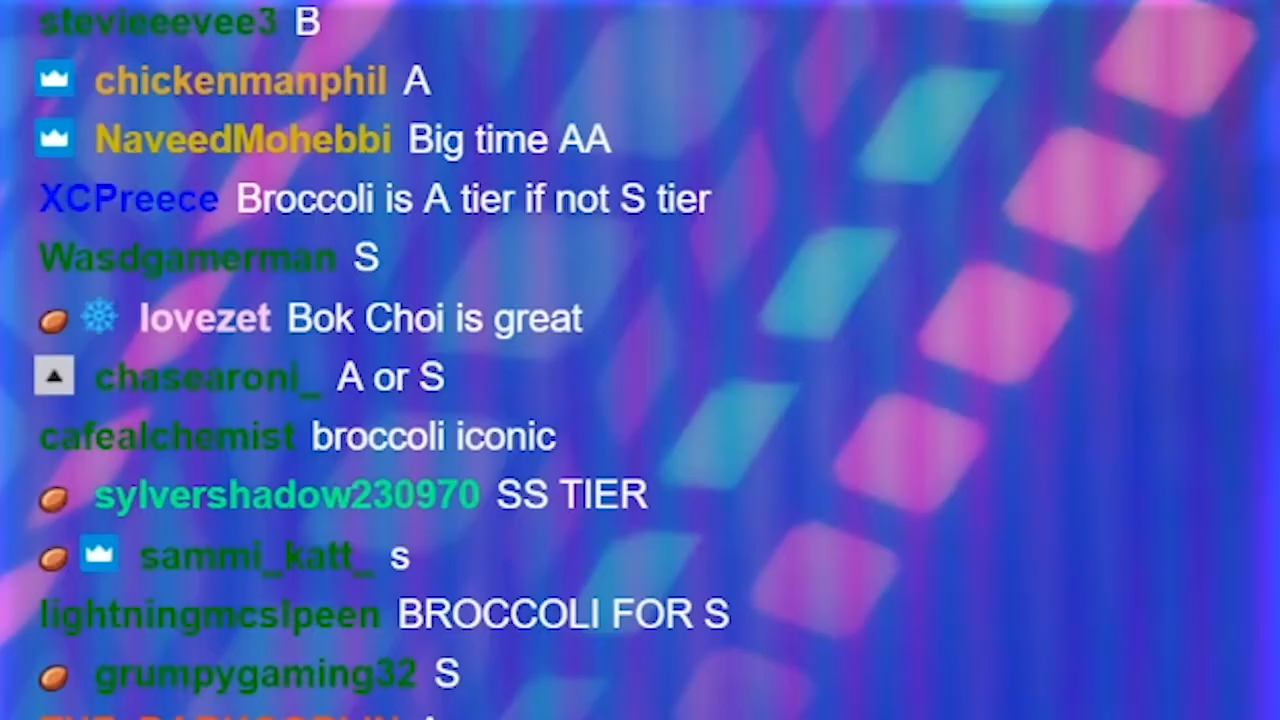 stevieeevee3 B
chickenmanphil A
NaveedMohebbi Big time AA
XCPreece Broccoli is A tier if not S tier
Wasdgamerman S
lovezet Bok Choi is great
chasearoni_ A or S
cafealchemist broccoli iconic
sylvershadow230970 SS TIER
sammi_katt_ s
lightningmcslpeen BROCCOLI FOR S
grumpygaming32 S